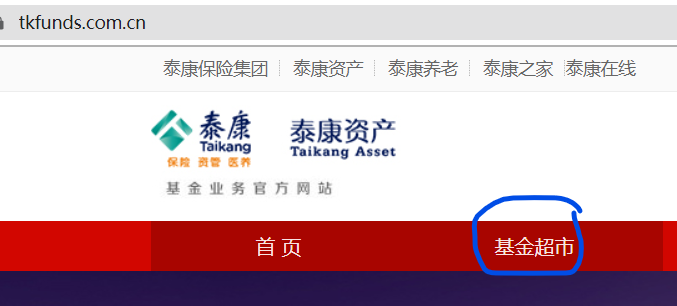 tkfunds.com.cn
泰康保险集团 泰康资产 泰康养老 泰康之家 泰康在线
泰康 泰康资产
Taikang Taikang Asset
保险 资管 医养
基金业务官方网站
首页 基金超市